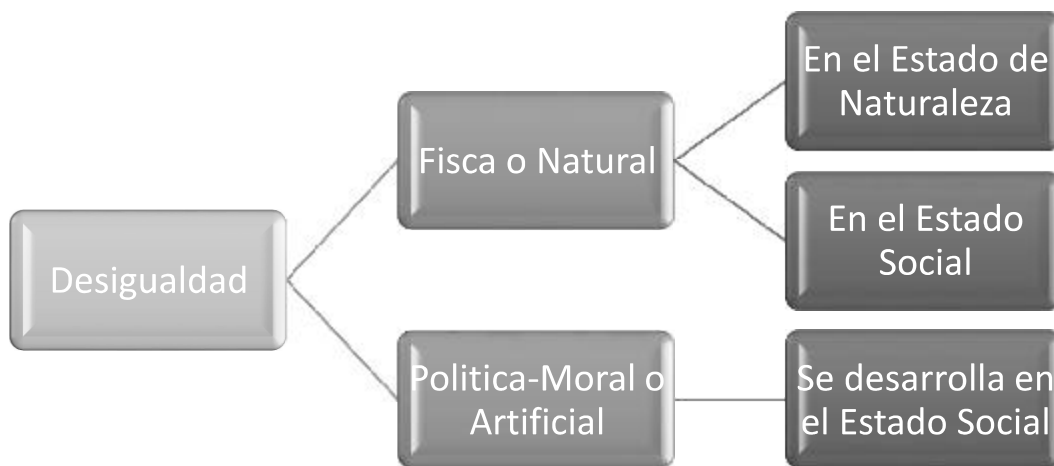 Desigualdad
Fisca o Natural
En el Estado de
Naturaleza
En el Estado
Social
Politica-Moral o
Artificial
Se desarrolla en
el Estado Social